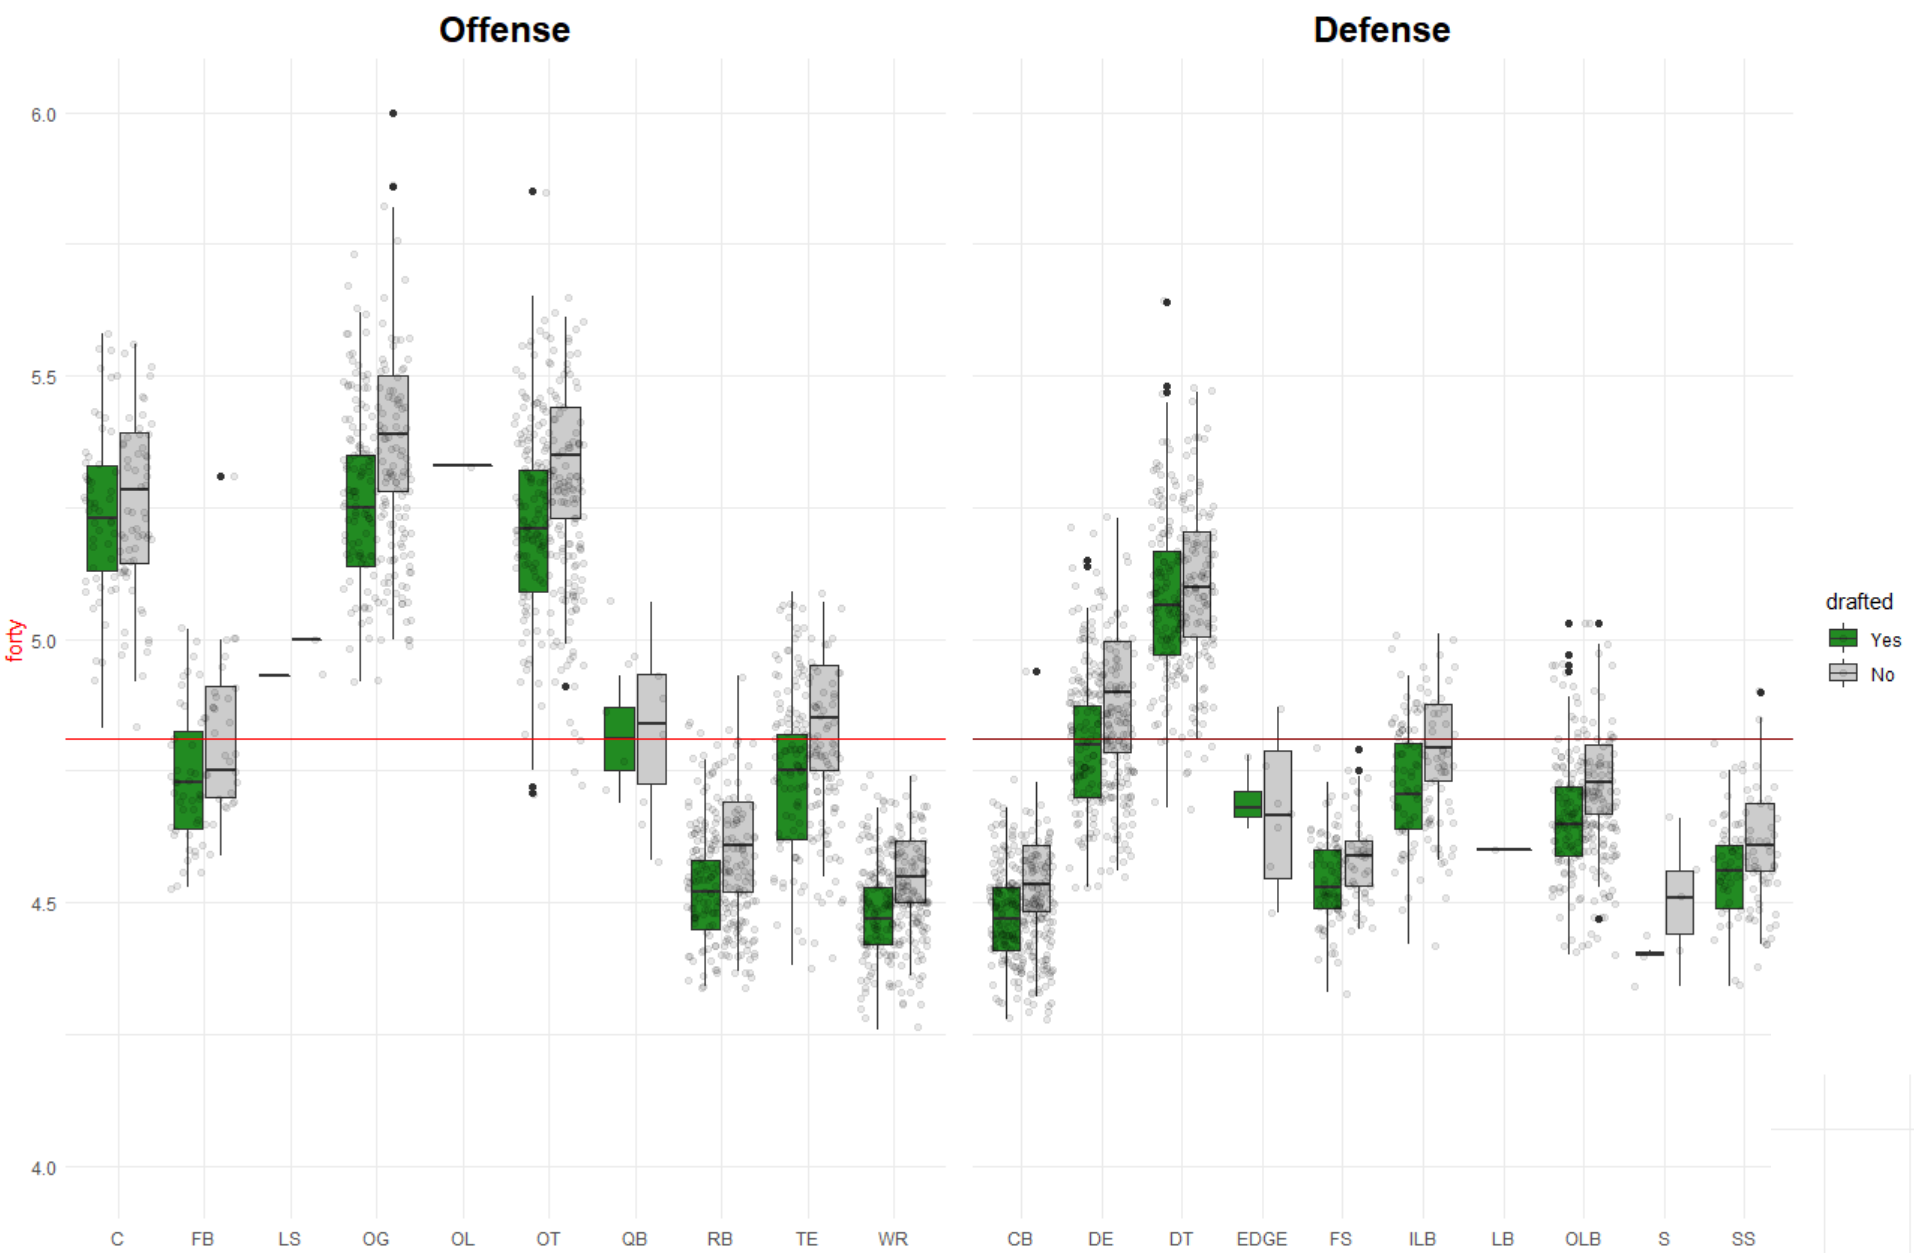 Offense Defense
6.0
5.5
5.0
4.5
4.0
forty
drafted
Yes
No
C FB LS OG OL OT QB RB TE WR CB DE DT EDGE FS ILB LB OLB S SS